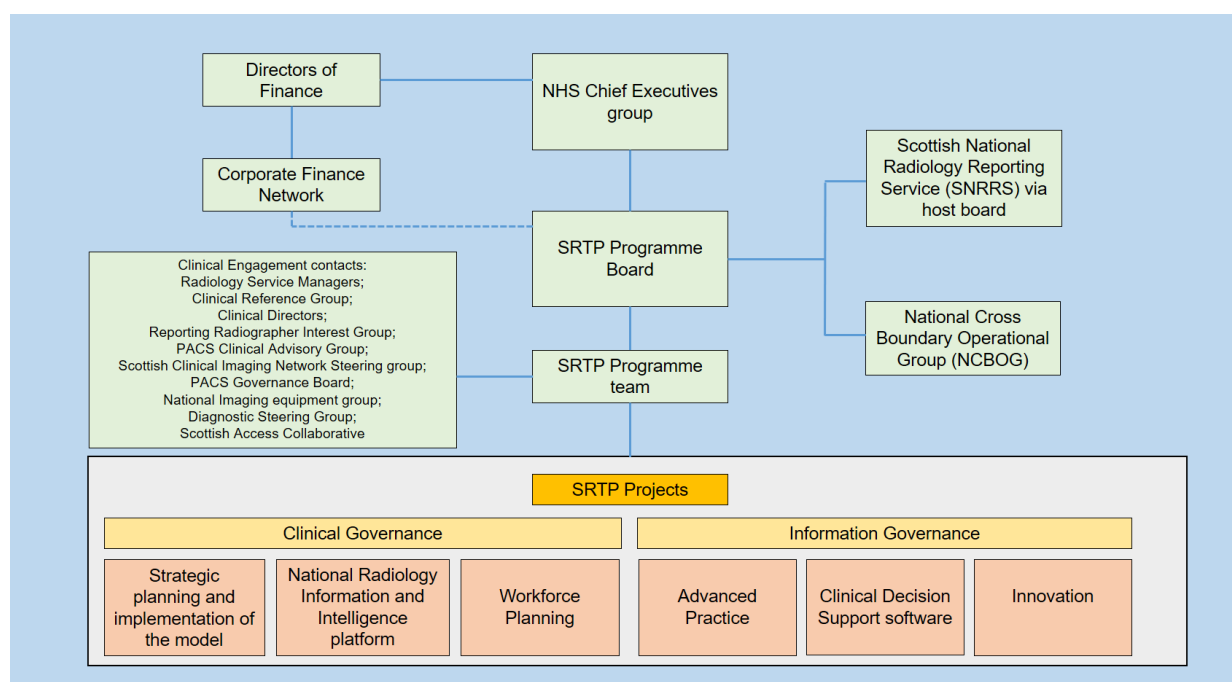 Directors of
Finance
NHS Chief Executives
group
Corporate Finance
Network
Scottish National
Radiology Reporting
Service (SNRRS) via
host board
SRTP Programme
Board
Clinical Engagement contacts:
Radiology Service Managers;
Clinical Reference Group;
Clinical Directors;
Reporting Radiographer Interest Group;
PACS Clinical Advisory Group;
Scottish Clinical Imaging Network Steering group;
PACS Governance Board;
National Imaging equipment group;
Diagnostic Steering Group;
Scottish Access Collaborative
National Cross
Boundary Operational
Group (NCBOG)
SRTP Programme
team
SRTP Projects
Clinical Governance
Information Governance
Strategic
planning and
implementation of
the model
National Radiology
Information and
Intelligence
platform
Workforce
Planning
Advanced
Practice
Clinical Decision
Support software
Innovation